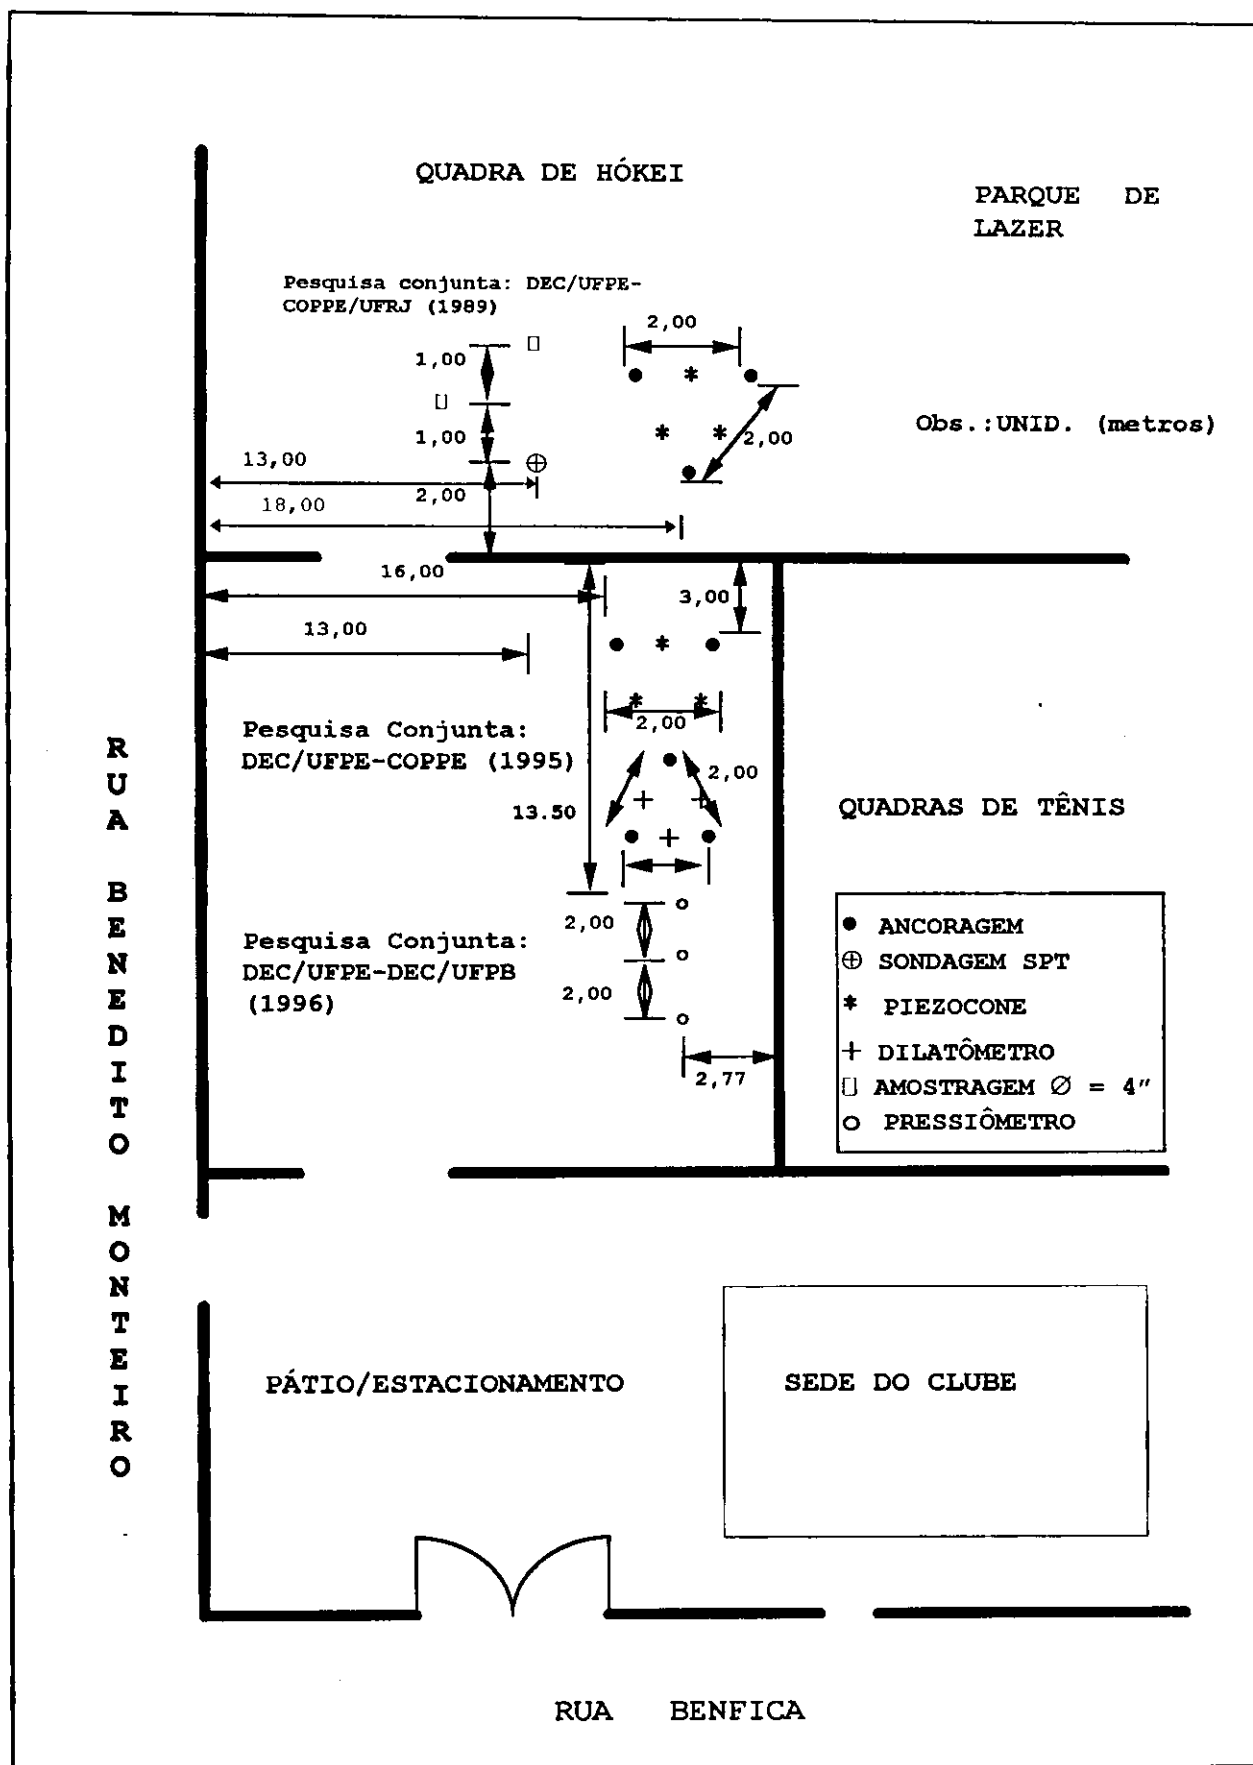 QUADRA DE HÓKEI
PARQUE DE
LAZER
Pesquisa conjunta: DEC/UFPE-
COPPE/UFRJ (1989)
2,00
1,00
1,00
2,00
Obs.:UNID. (metros)
13,00
2,00
18,00
16,00
3,00
13,00
2,00
Pesquisa Conjunta:
DEC/UFPE-COPPE (1995)
2,00
13.50
QUADRAS DE TÊNIS
2,00
Pesquisa Conjunta:
DEC/UFPE-DEC/UFPB
(1996)
2,00
2,77
ANCORAGEM
SONDAGEM SPT
PIEZOCONE
DILATÔMETRO
AMOSTRAGEM Ø = 4"
PRESSIÔMETRO
RUA BENEDITO MONTEIRO
PÁTIO/ESTACIONAMENTO
SEDE DO CLUBE
RUA BENFICA